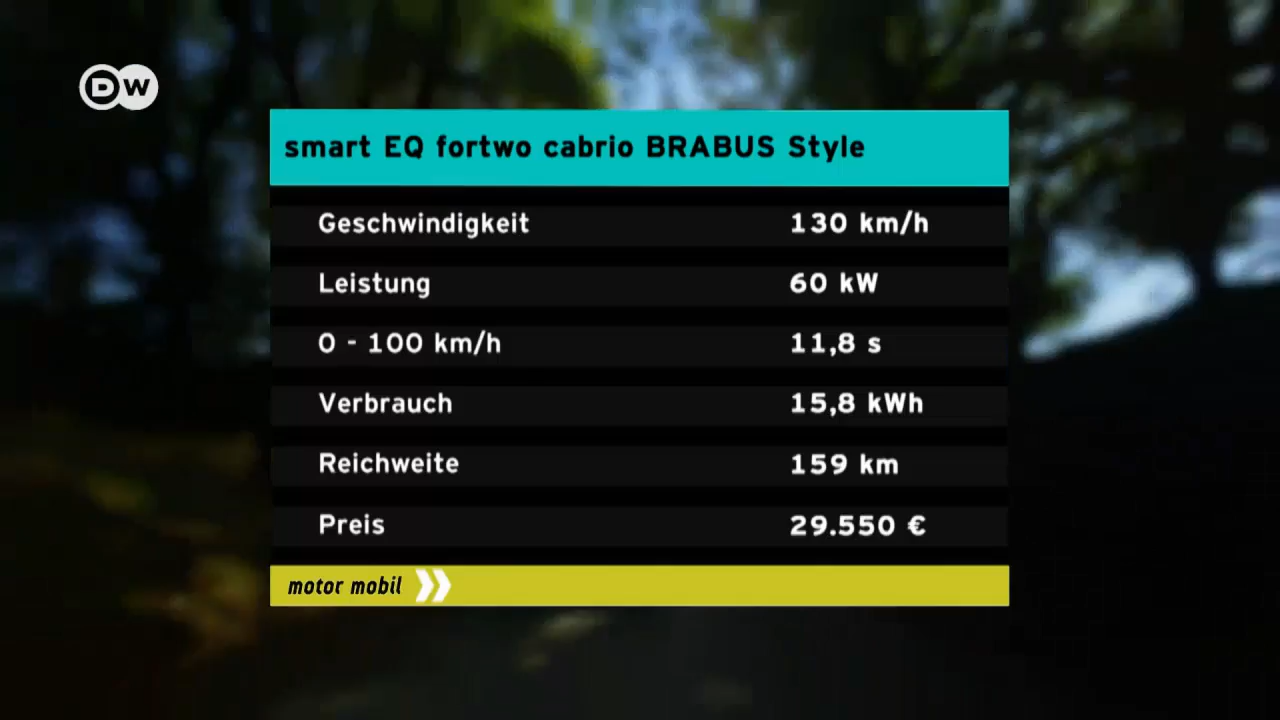 DW
smart EQ fortwo cabrio BRABUS Style
Geschwindigkeit 130 km/h
Leistung 60 kW
0 - 100 km/h 11,8 s
Verbrauch 15,8 kWh
Reichweite 159 km
Preis 29.550 €
motor mobil